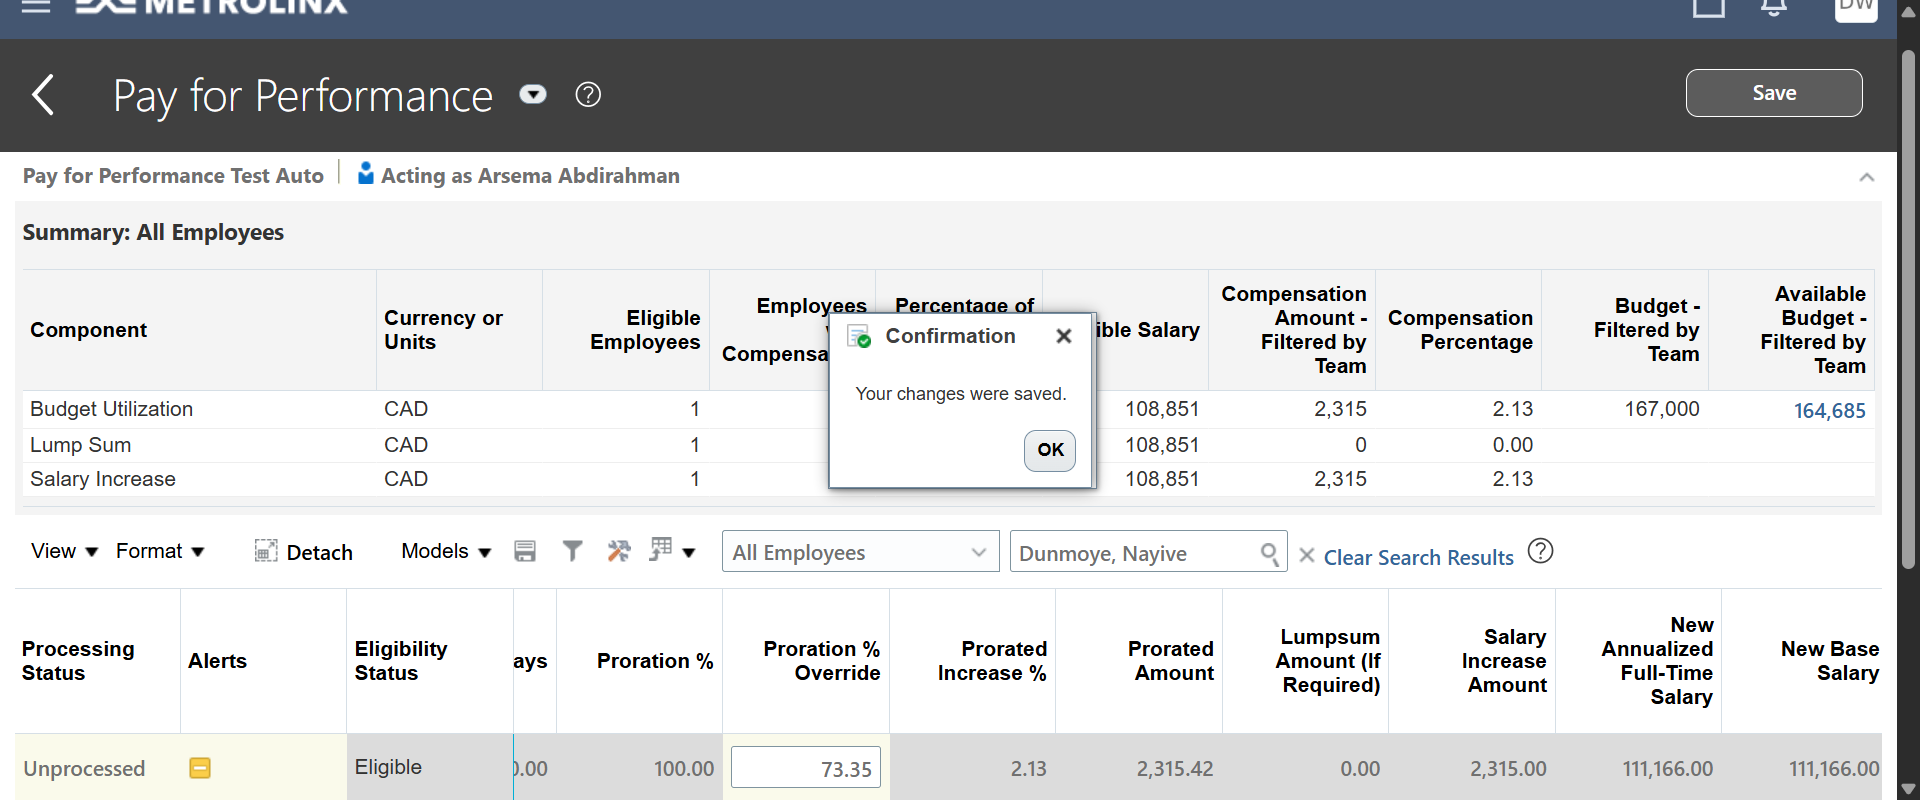 METROLINX
DW
Pay for Performance
Save
Pay for Performance Test Auto
Acting as Arsema Abdirahman
Summary: All Employees
Component
Currency or
Units
Eligible
Employees
Employees
Compensa
Percentage of
ible Salary
Compensation
Amount -
Filtered by
Team
Compensation
Percentage
Budget -
Filtered by
Team
Available
Budget -
Filtered by
Team
Budget Utilization CAD 1 108,851 2,315 2.13 167,000 164,685
Lump Sum CAD 1 108,851 0 0.00
Salary Increase CAD 1 108,851 2,315 2.13
Confirmation
Your changes were saved.
OK
View Format Detach Models All Employees Dunmoye, Nayive Clear Search Results
Processing
Status
Alerts
Eligibility
Status
ays
Proration %
Proration %
Override
Prorated
Increase %
Prorated
Amount
Lumpsum
Amount (If
Required)
Salary
Increase
Amount
New
Annualized
Full-Time
Salary
New Base
Salary
Unprocessed Eligible 0.00 100.00 73.35 2.13 2,315.42 0.00 2,315.00 111,166.00 111,166.00